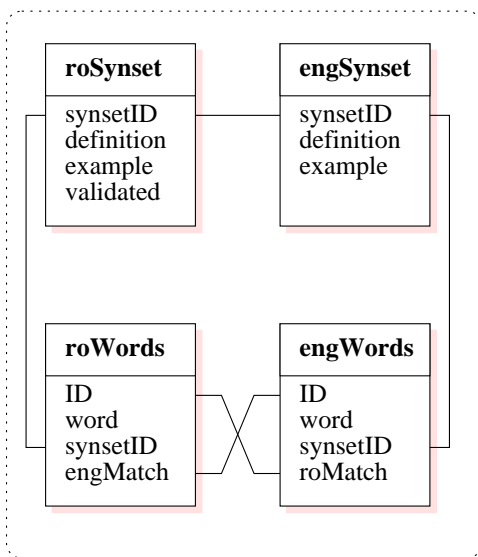 roSynset
synsetID
definition
example
validated
engSynset
synsetID
definition
example
roWords
ID
word
synsetID
engMatch
engWords
ID
word
synsetID
roMatch